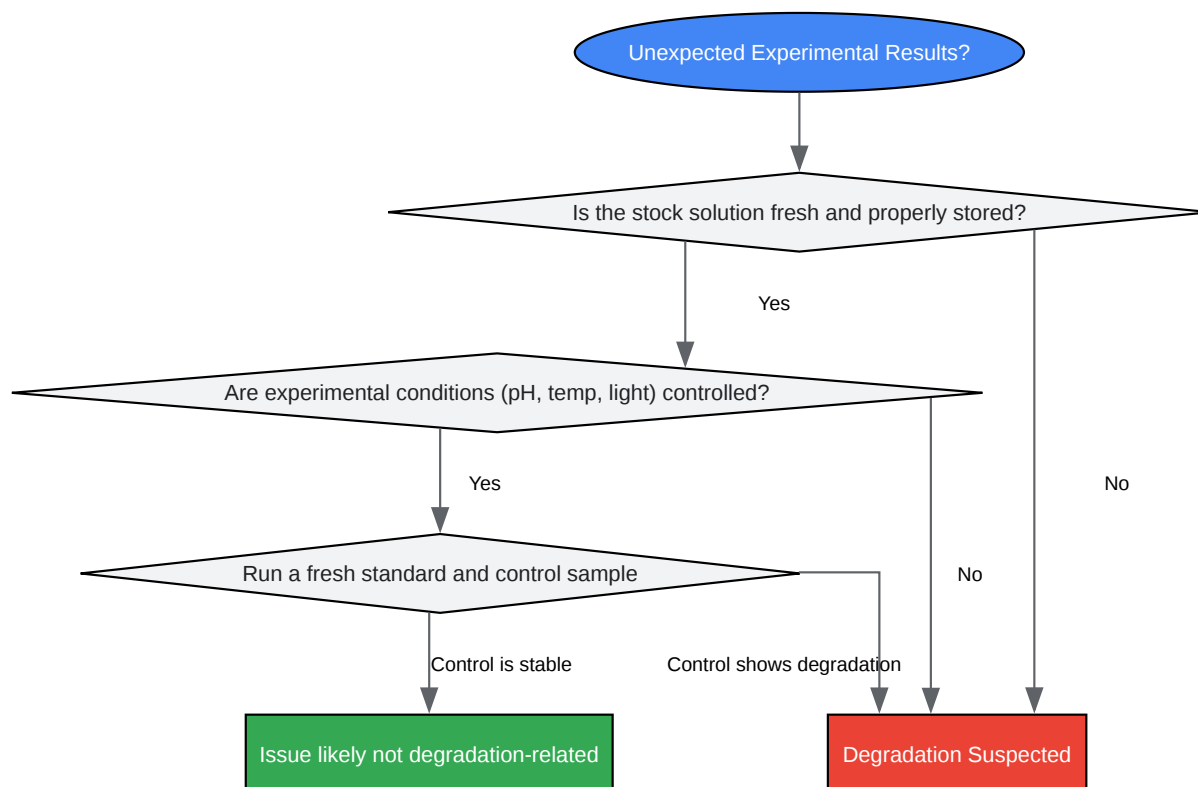 Unexpected Experimental Results?
Is the stock solution fresh and properly stored?
Yes
Are experimental conditions (pH, temp, light) controlled?
Yes
No
Run a fresh standard and control sample
No
Control is stable
Control shows degradation
Issue likely not degradation-related
Degradation Suspected